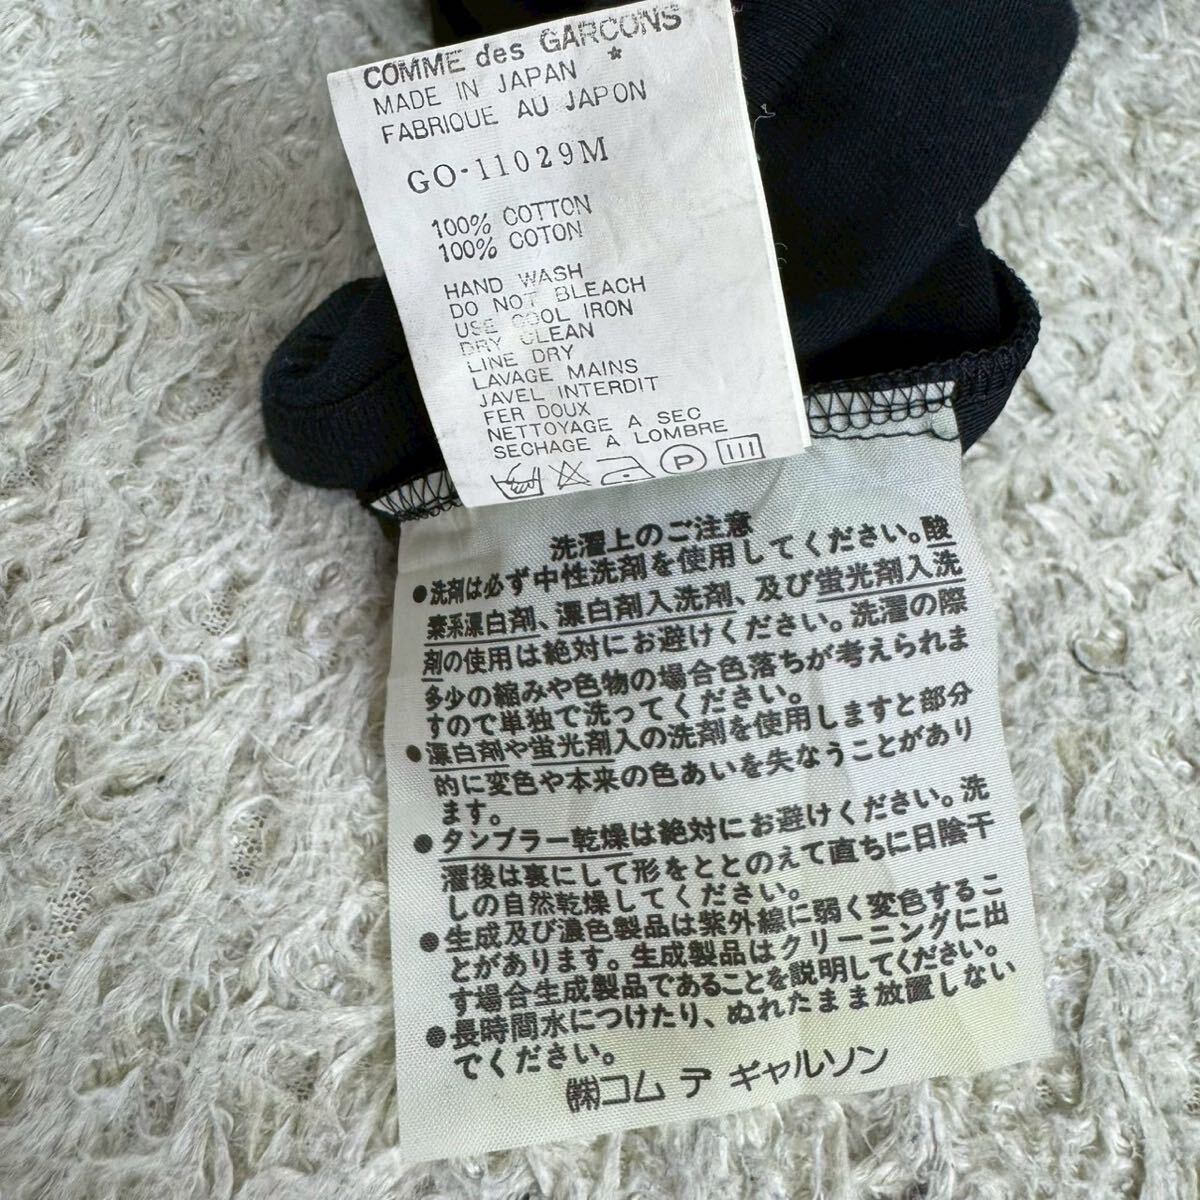 COMME des GARCONS
*
MADE IN JAPAN
FABRIQUE AU JAPON
GO-11029M
100% COTTON
100% COTON
HAND WASH
DO NOT BLEACH
USE COOL IRON
DRY CLEAN
LINE DRY
LAVAGE MAINS
JAVEL INTERDIT
FER DOUX
NETTOYAGE A SEC
SECHAGE A LOMBRE
P
洗濯上のご注意
●洗剤は必ず中性洗剤を使用してください。酸
素系漂白剤、漂白剤入洗剤、及び蛍光剤入洗
剤の使用は絶対にお避けください。洗濯の際
多少の縮みや色物の場合色落ちが考えられま
すので単独で洗ってください。
●漂白剤や蛍光剤入の洗剤を使用しますと部分
的に変色や本来の色あいを失なうことがあり
ます。
●タンブラー乾燥は絶対にお避けください。洗
濯後は裏にして形をととのえて直ちに日陰干
しの自然乾燥してください。
●生成及び濃色製品は紫外線に弱く変色するこ
とがあります。生成製品はクリーニングに出
す場合生成製品であることを説明してください。
●長時間水につけたり、ぬれたまま放置しない
でください。
㈱コム デ ギャルソン